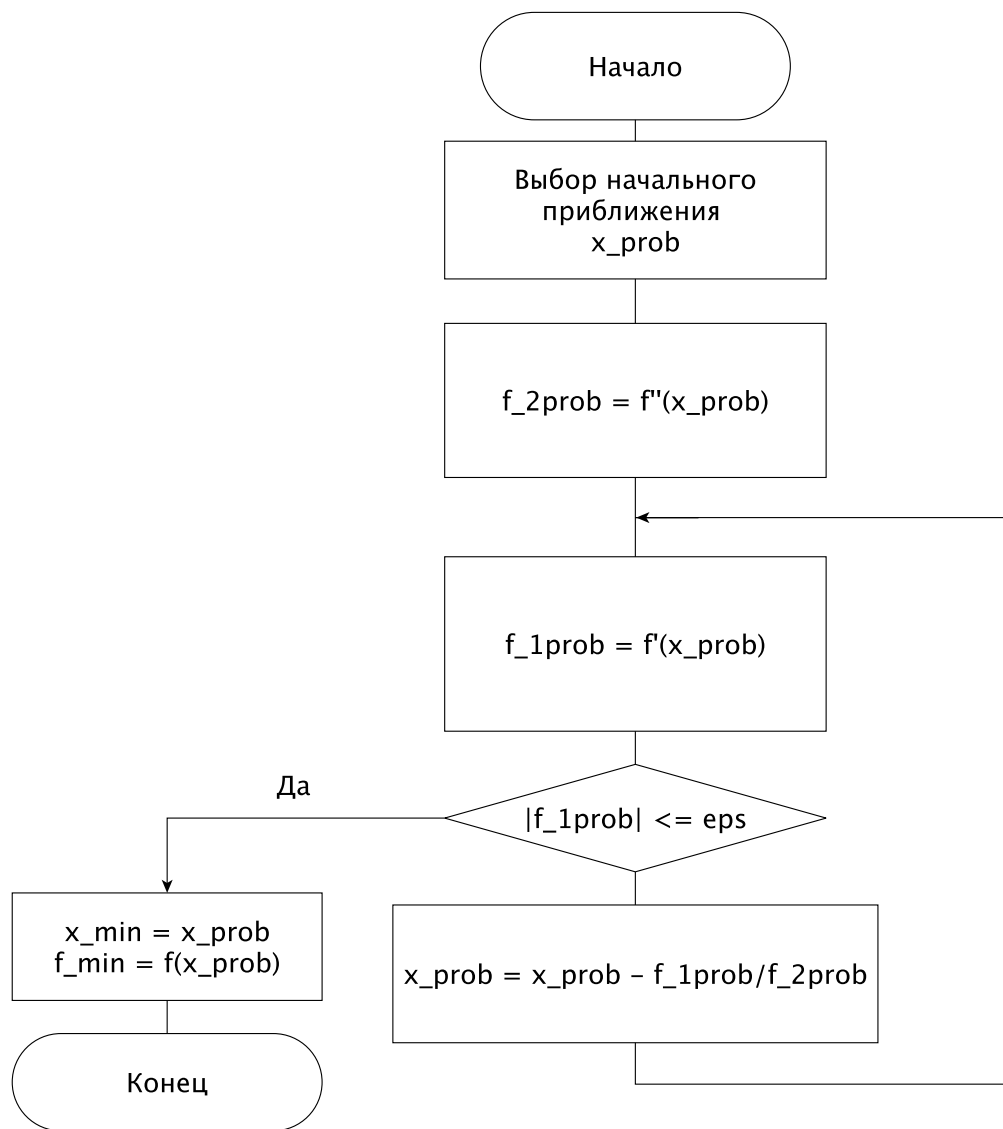 Начало
Выбор начального
приближения
x_prob
f_2prob = f''(x_prob)
f_1prob = f'(x_prob)
Да
|f_1prob| <= eps
x_min = x_prob
f_min = f(x_prob)
x_prob = x_prob – f_1prob/f_2prob
Конец